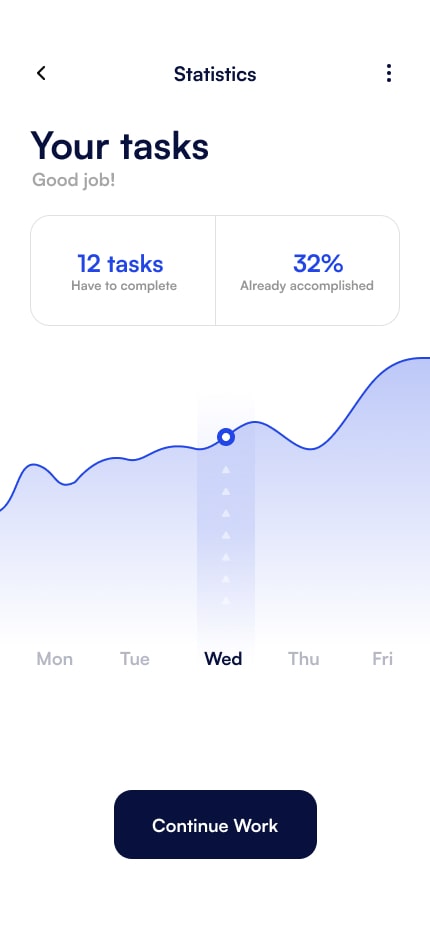 Statistics
Your tasks
Good job!
12 tasks
Have to complete
32%
Already accomplished
Mon Tue Wed Thu Fri
Continue Work